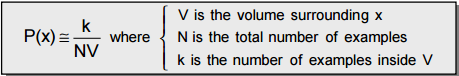 V is the volume surrounding x
P(x) ≅ k/NV where { N is the total number of examples
k is the number of examples inside V